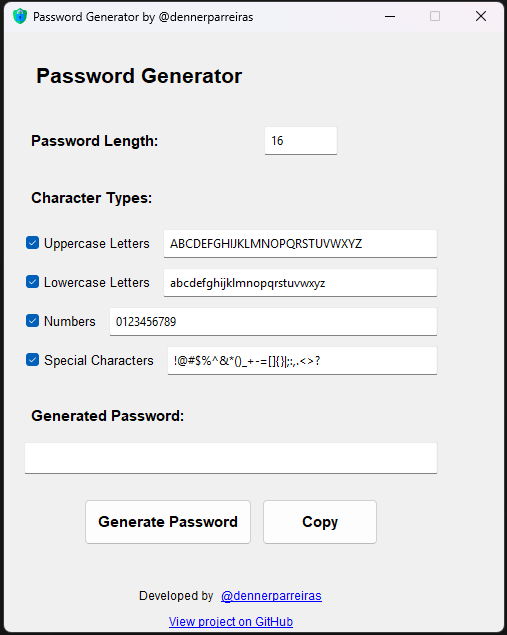 Password Generator by @dennerparreiras
Password Generator
Password Length: 16
Character Types:
Uppercase Letters ABCDEFGHIJKLMNOPQRSTUVWXYZ
Lowercase Letters abcdefghijklmnopqrstuvwxyz
Numbers 0123456789
Special Characters !@#$%^&*()_+-=[]{}|;:,.<>?
Generated Password:
Generate Password Copy
Developed by @dennerparreiras
View project on GitHub